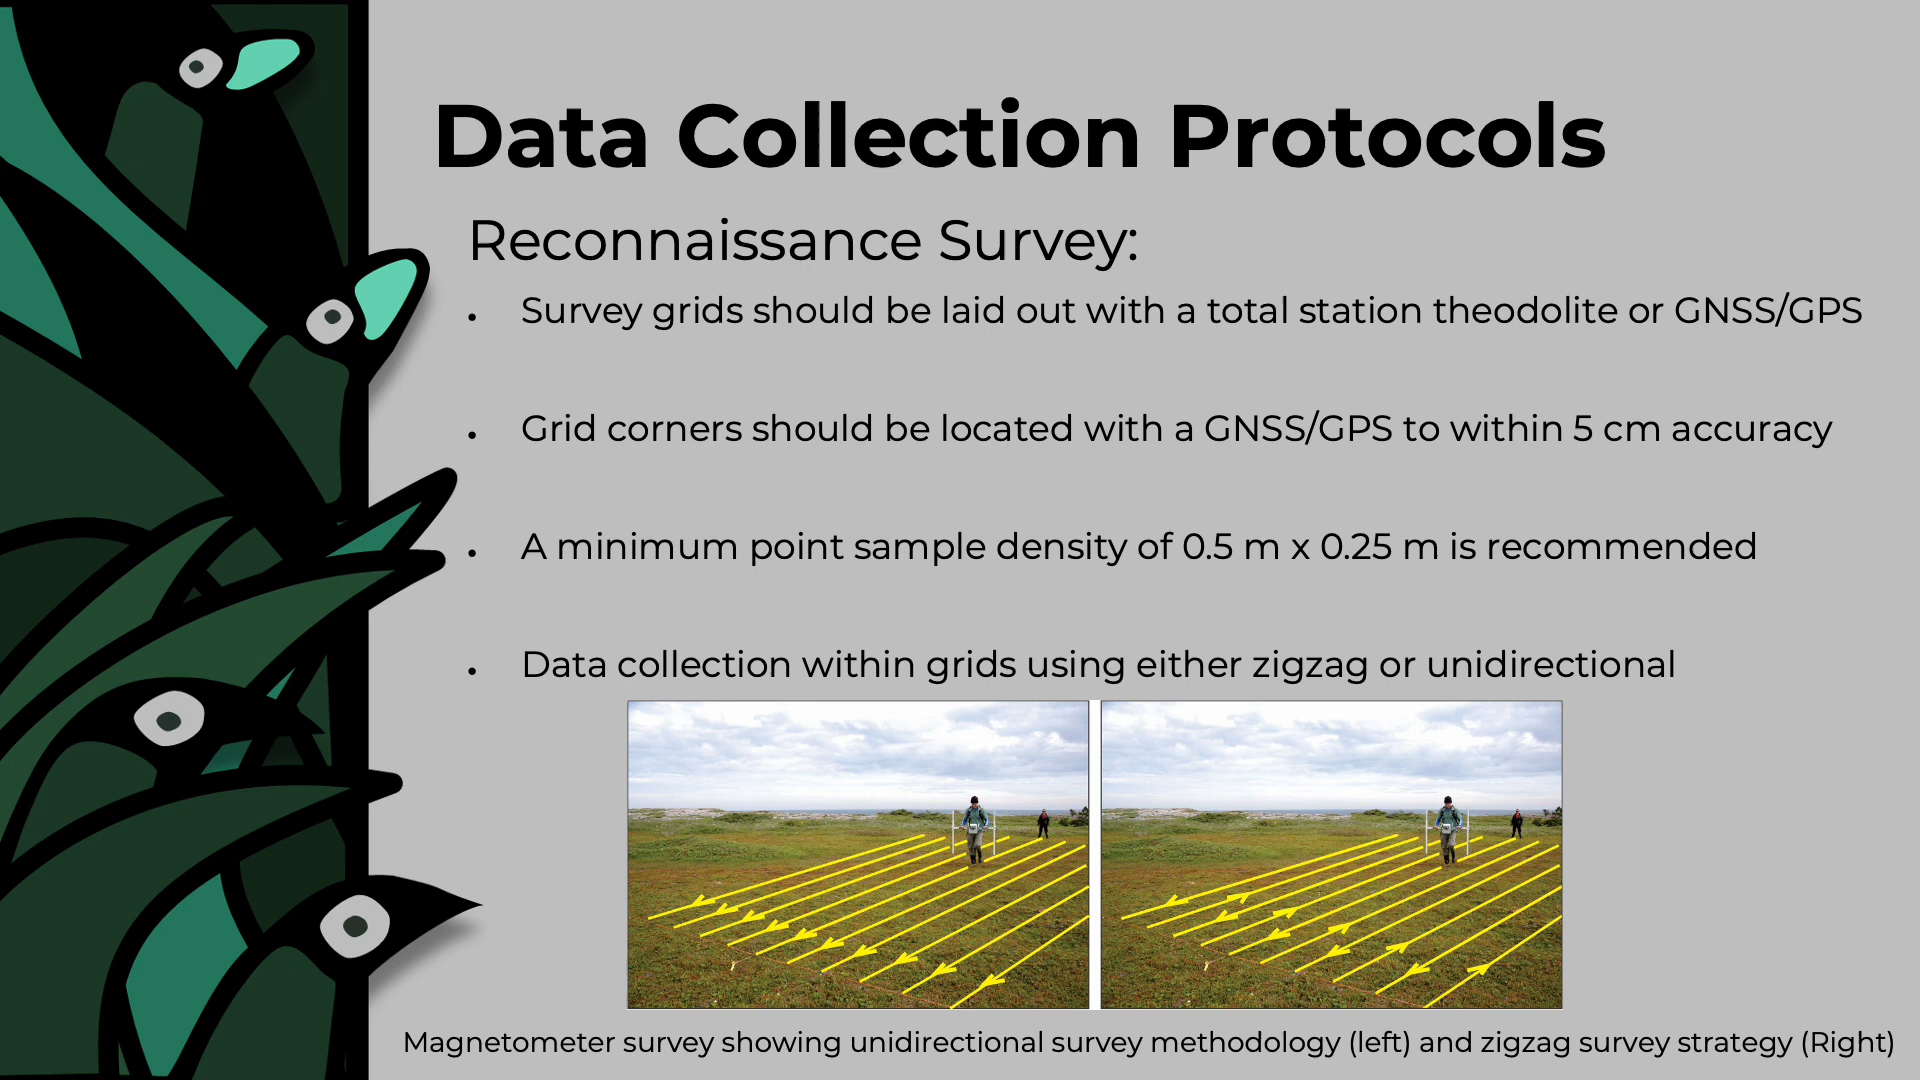 Data Collection Protocols
Reconnaissance Survey:
• Survey grids should be laid out with a total station theodolite or GNSS/GPS
• Grid corners should be located with a GNSS/GPS to within 5 cm accuracy
• A minimum point sample density of 0.5 m x 0.25 m is recommended
• Data collection within grids using either zigzag or unidirectional
Magnetometer survey showing unidirectional survey methodology (left) and zigzag survey strategy (Right)